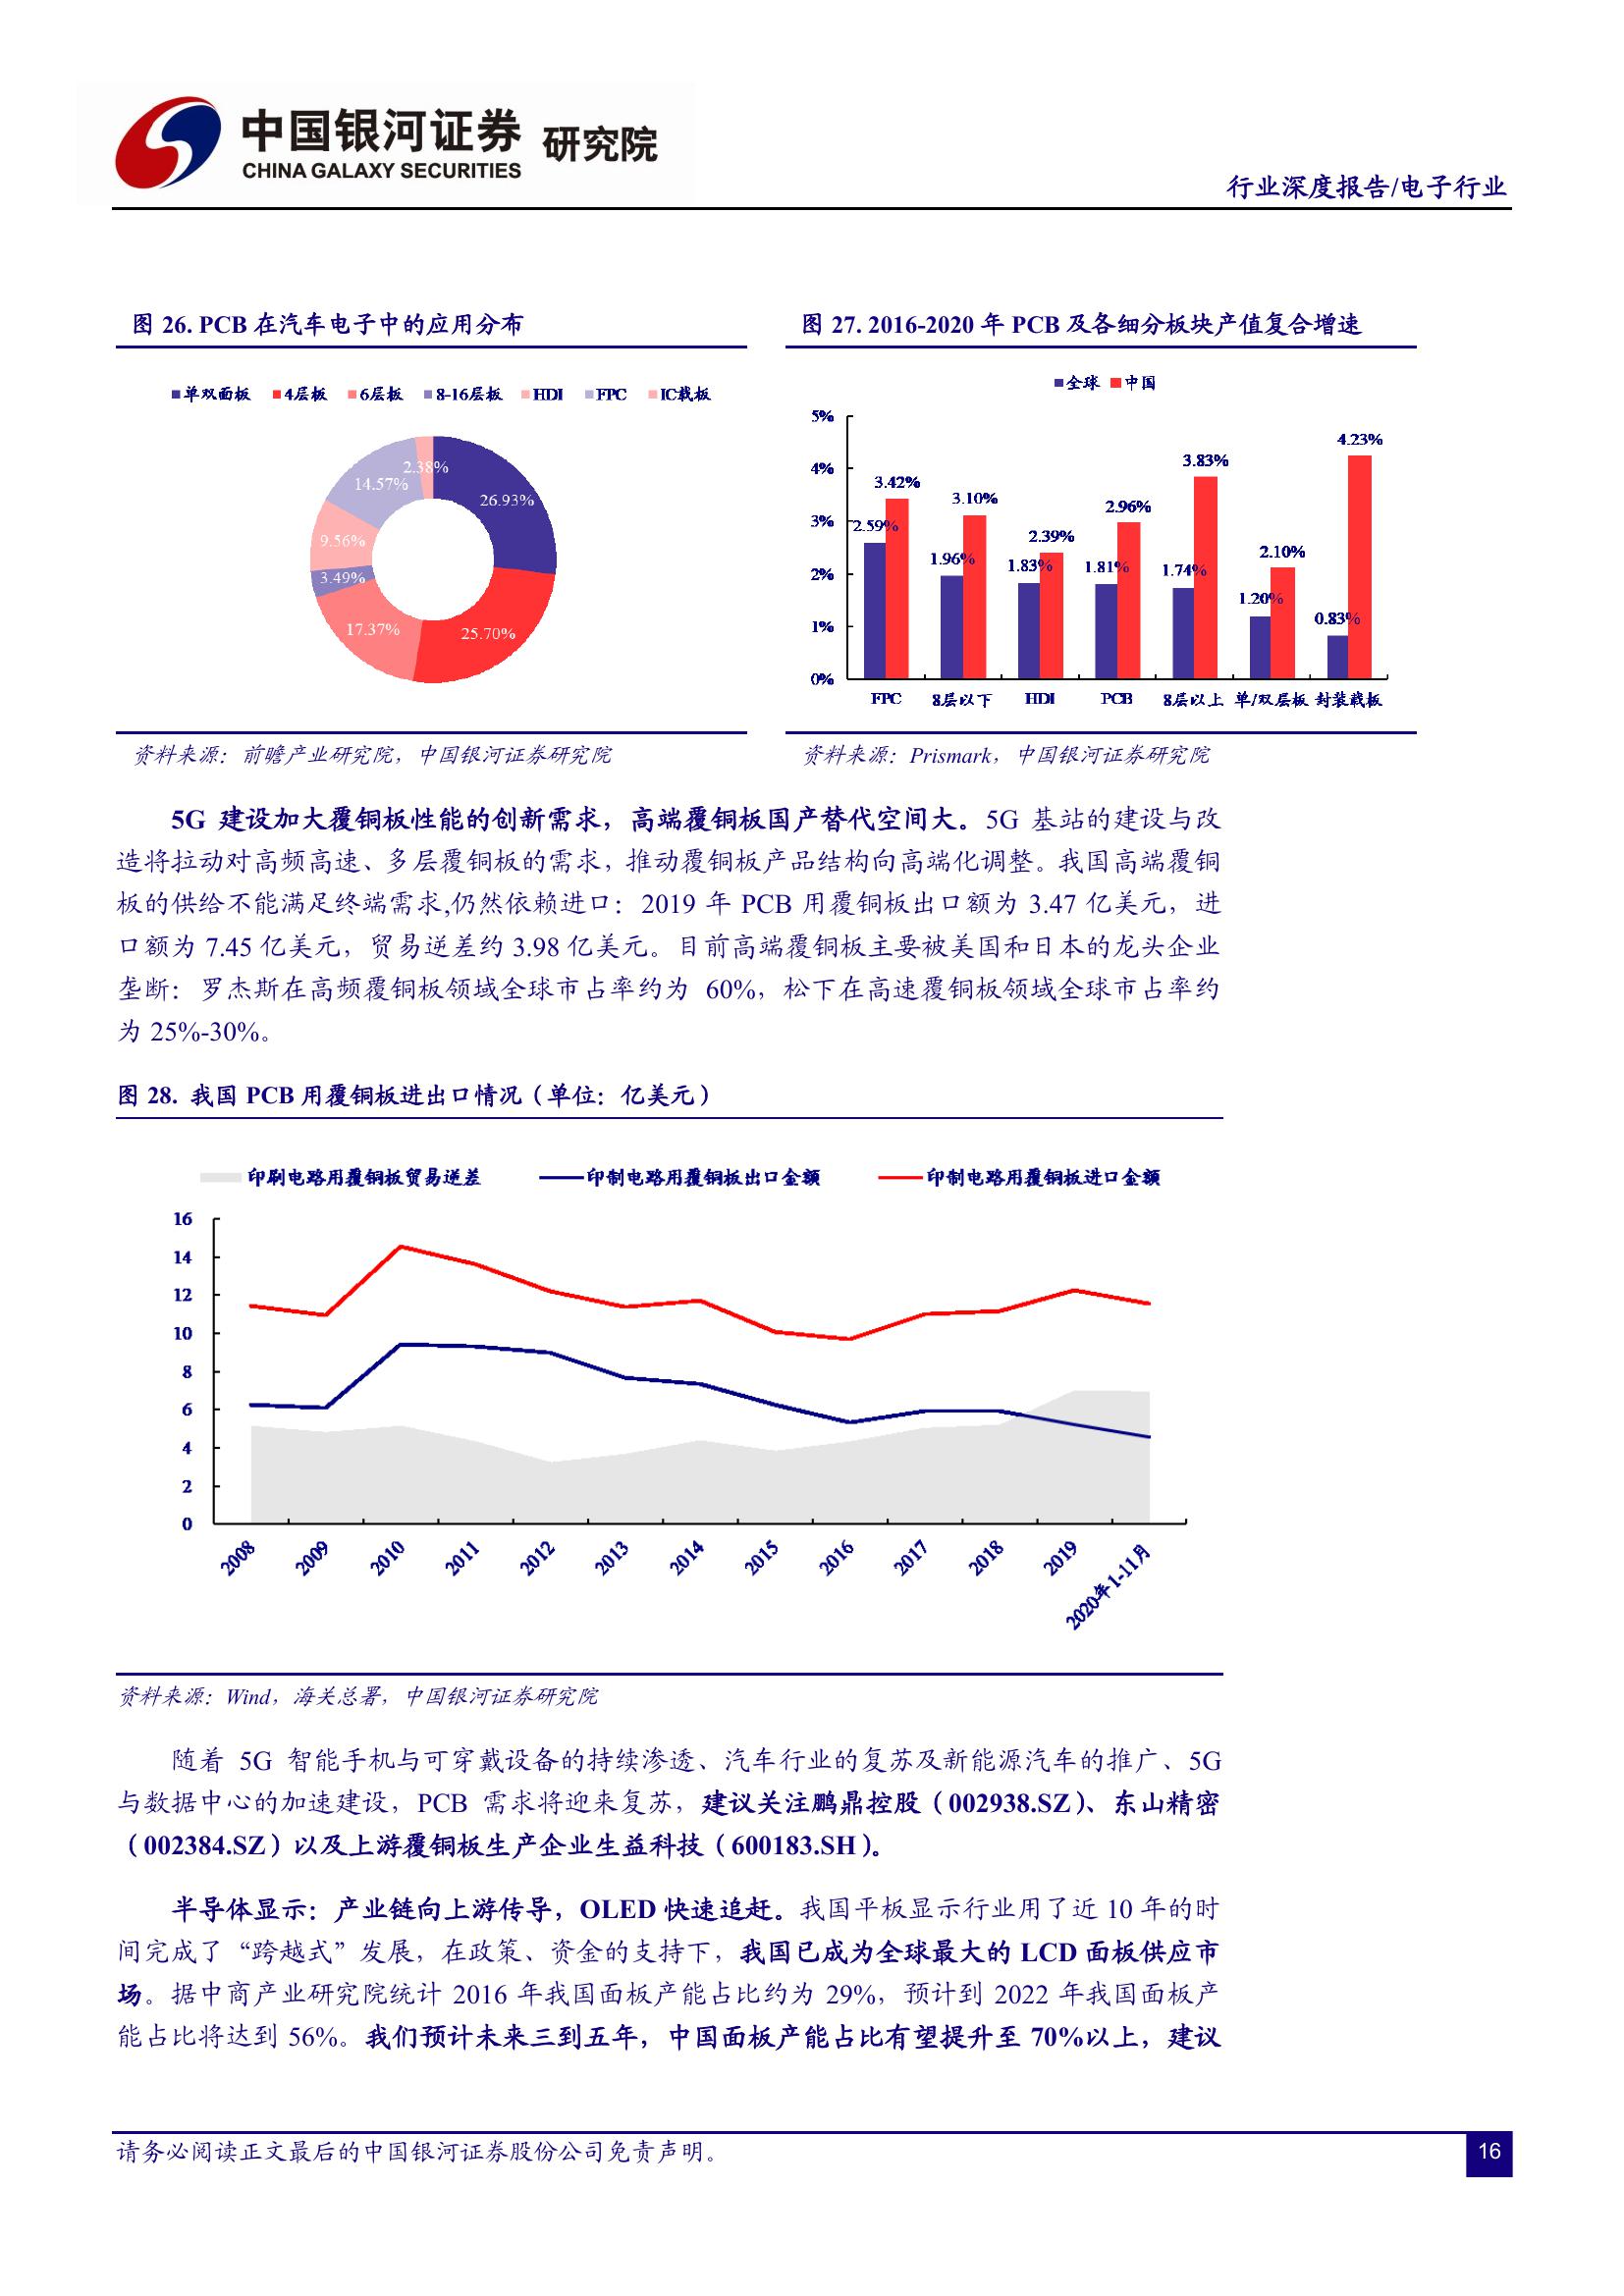 中国银河证券 研究院
CHINA GALAXY SECURITIES
行业深度报告/电子行业
图 26. PCB 在汽车电子中的应用分布
单双面板 4层板 6层板 8-16层板 HDI FPC IC载板
2.38%
14.57%
26.93%
9.56%
3.49%
17.37%
25.70%
资料来源：前瞻产业研究院，中国银河证券研究院
图 27. 2016-2020 年 PCB 及各细分板块产值复合增速
全球 中国
5%
4%
3%
2%
1%
0%
2.59% 3.42%
1.96% 3.10%
1.83% 2.39%
1.81% 2.96%
1.74% 3.83%
1.20% 2.10%
0.83% 4.23%
FPC 8层以下 HDI PCB 8层以上 单/双层板 封装载板
资料来源：Prismark，中国银河证券研究院
5G 建设加大覆铜板性能的创新需求，高端覆铜板国产替代空间大。5G 基站的建设与改
造将拉动对高频高速、多层覆铜板的需求，推动覆铜板产品结构向高端化调整。我国高端覆铜
板的供给不能满足终端需求,仍然依赖进口：2019 年 PCB 用覆铜板出口额为 3.47 亿美元，进
口额为 7.45 亿美元，贸易逆差约 3.98 亿美元。目前高端覆铜板主要被美国和日本的龙头企业
垄断：罗杰斯在高频覆铜板领域全球市占率约为 60%，松下在高速覆铜板领域全球市占率约
为 25%-30%。
图 28. 我国 PCB 用覆铜板进出口情况（单位：亿美元）
印刷电路用覆铜板贸易逆差 印制电路用覆铜板出口金额 印制电路用覆铜板进口金额
16
14
12
10
8
6
4
2
0
2008 2009 2010 2011 2012 2013 2014 2015 2016 2017 2018 2019 2020年1-11月
资料来源：Wind，海关总署，中国银河证券研究院
随着 5G 智能手机与可穿戴设备的持续渗透、汽车行业的复苏及新能源汽车的推广、5G
与数据中心的加速建设，PCB 需求将迎来复苏，建议关注鹏鼎控股（002938.SZ）、东山精密
（002384.SZ）以及上游覆铜板生产企业生益科技（600183.SH）。
半导体显示：产业链向上游传导，OLED 快速追赶。我国平板显示行业用了近 10 年的时
间完成了“跨越式”发展，在政策、资金的支持下，我国已成为全球最大的 LCD 面板供应市
场。据中商产业研究院统计 2016 年我国面板产能占比约为 29%，预计到 2022 年我国面板产
能占比将达到 56%。我们预计未来三到五年，中国面板产能占比有望提升至 70%以上，建议
请务必阅读正文最后的中国银河证券股份公司免责声明。
16